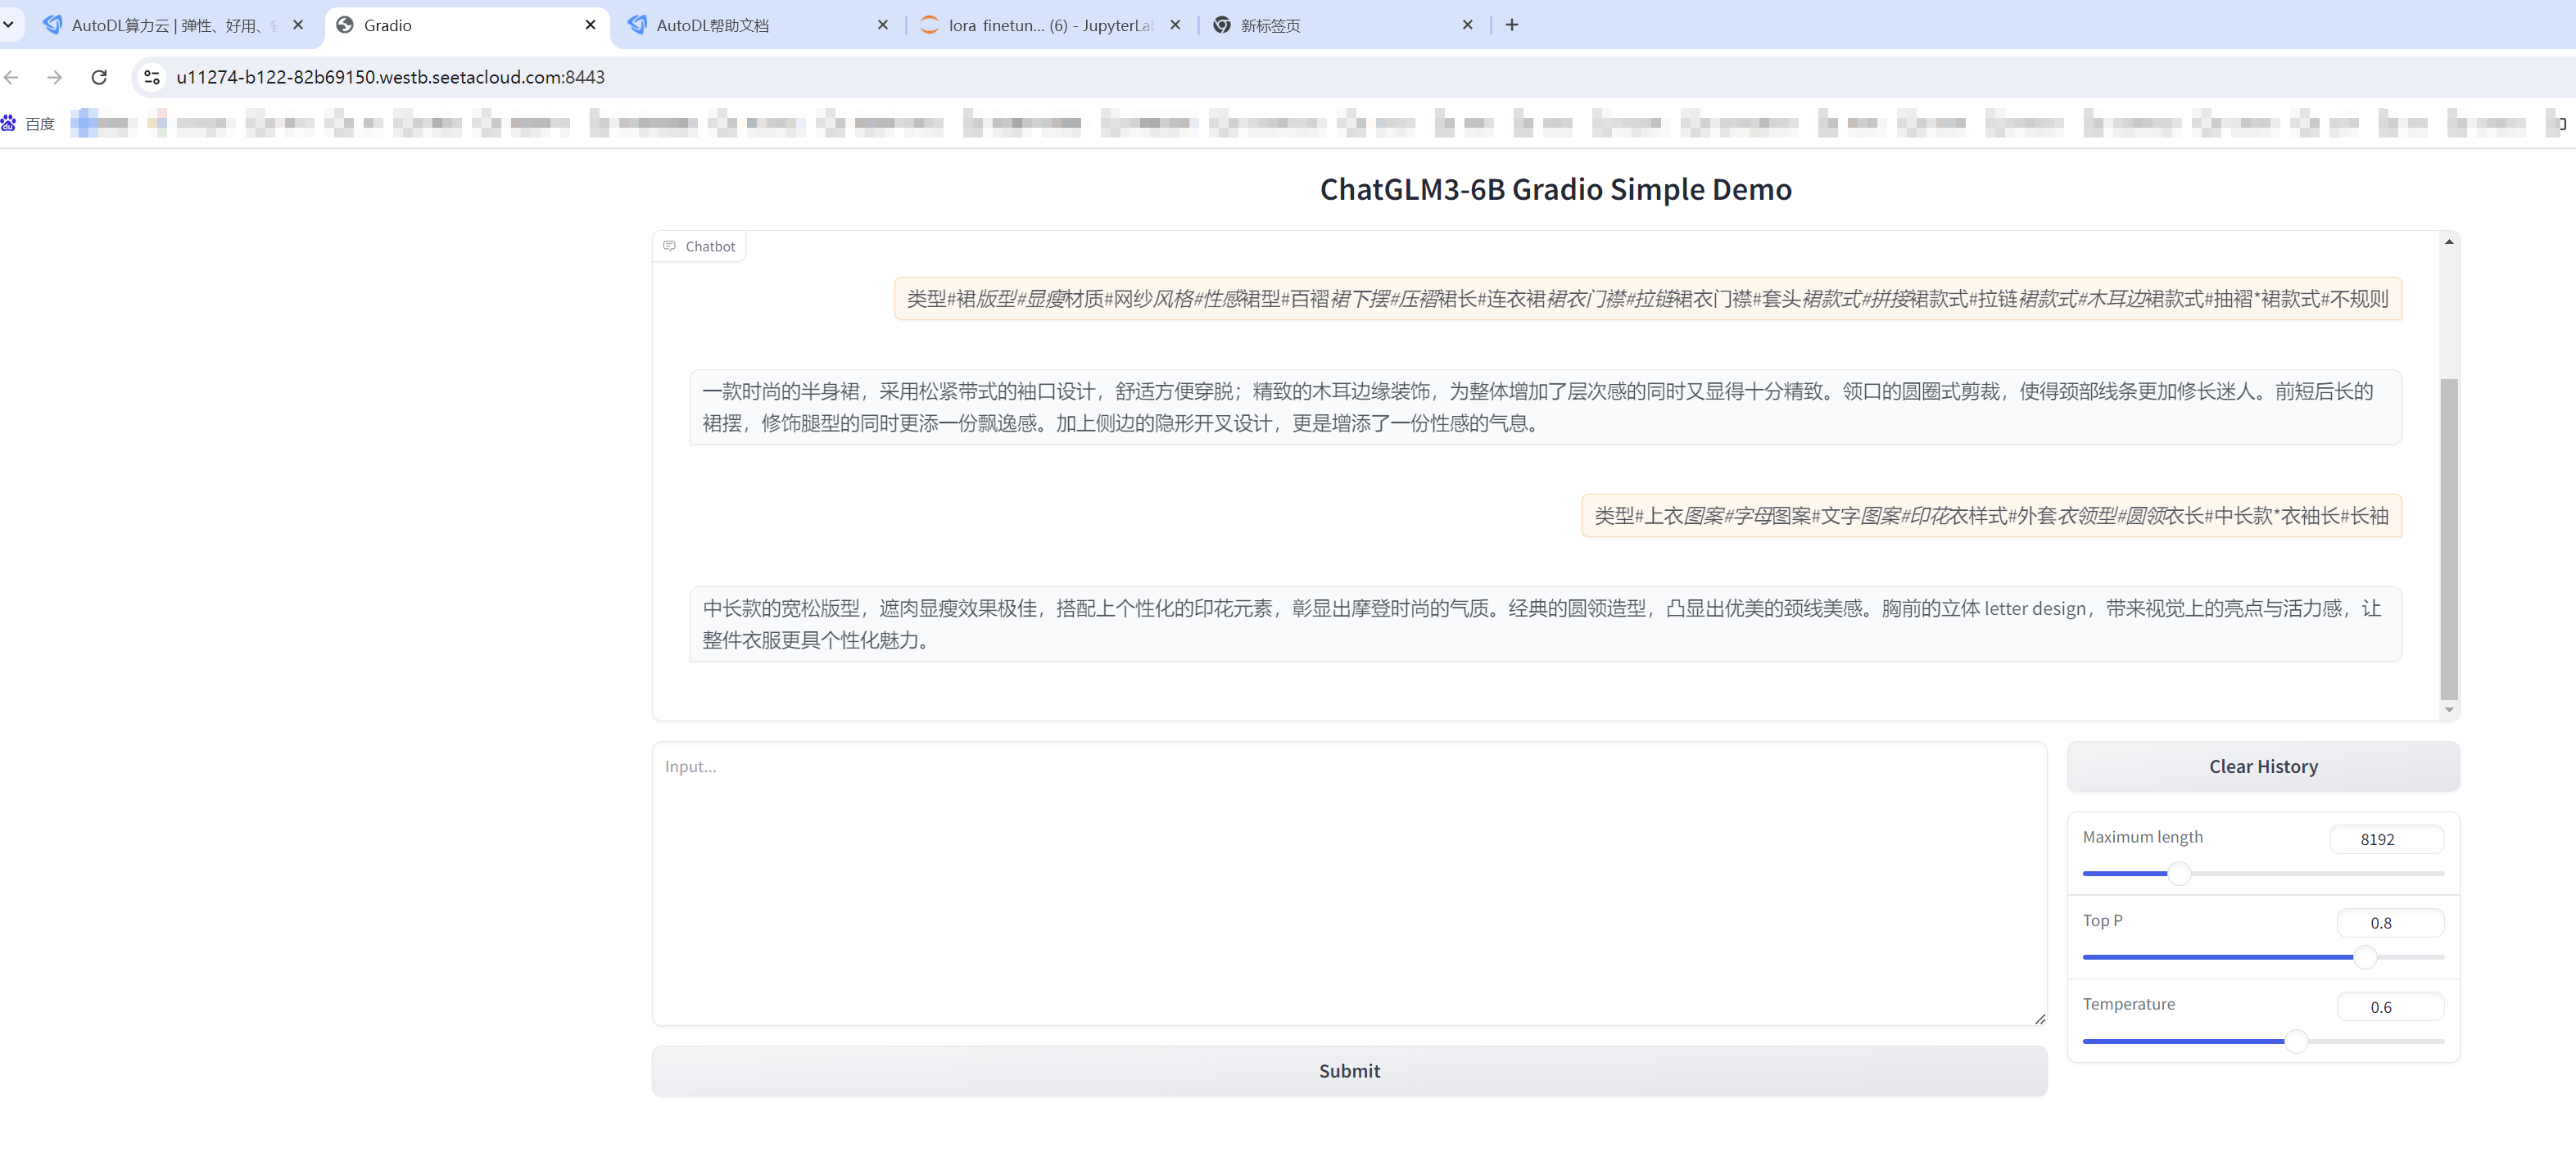 AutoDL算力云 | 弹性、好用、
Gradio
AutoDL帮助文档
lora finetun... (6) - JupyterLa
新标签页
u11274-b122-82b69150.westb.seetacloud.com:8443
百度
ChatGLM3-6B Gradio Simple Demo
Chatbot
类型#裙版型#显瘦材质#网纱风格#性感裙型#百褶裙下摆#压褶裙长#连衣裙裙衣门襟#拉链裙衣门襟#套头裙款式#拼接裙款式#拉链裙款式#木耳边裙款式#抽褶*裙款式#不规则
一款时尚的半身裙，采用松紧带式的袖口设计，舒适方便穿脱；精致的木耳边缘装饰，为整体增加了层次感的同时又显得十分精致。领口的圆圈式剪裁，使得颈部线条更加修长迷人。前短后长的
裙摆，修饰腿型的同时更添一份飘逸感。加上侧边的隐形开叉设计，更是增添了一份性感的气息。
类型#上衣图案#字母图案#文字图案#印花衣样式#外套衣领型#圆领衣长#中长款*衣袖长#长袖
中长款的宽松版型，遮肉显瘦效果极佳，搭配上个性化的印花元素，彰显出摩登时尚的气质。经典的圆领造型，凸显出优美的颈线美感。胸前的立体 letter design，带来视觉上的亮点与活力感，让
整件衣服更具个性化魅力。
Input...
Clear History
Maximum length
8192
Top P
0.8
Temperature
0.6
Submit